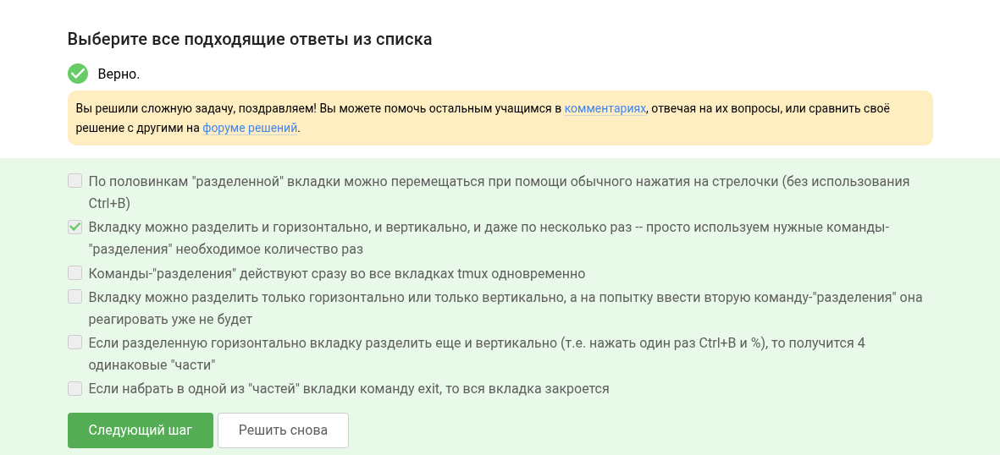 Выберите все подходящие ответы из списка
Верно.
Вы решили сложную задачу, поздравляем! Вы можете помочь остальным учащимся в комментариях, отвечая на их вопросы, или сравнить своё
решение с другими на форуме решений.
По половинкам "разделенной" вкладки можно перемещаться при помощи обычного нажатия на стрелочки (без использования
Ctrl+B)
Вкладку можно разделить и горизонтально, и вертикально, и даже по несколько раз -- просто используем нужные команды-
"разделения" необходимое количество раз
Команды-"разделения" действуют сразу во все вкладках tmux одновременно
Вкладку можно разделить только горизонтально или только вертикально, а на попытку ввести вторую команду-"разделения" она
реагировать уже не будет
Если разделенную горизонтально вкладку разделить еще и вертикально (т.е. нажать один раз Ctrl+B и %), то получится 4
одинаковые "части"
Если набрать в одной из "частей" вкладки команду exit, то вся вкладка закроется
Следующий шаг
Решить снова